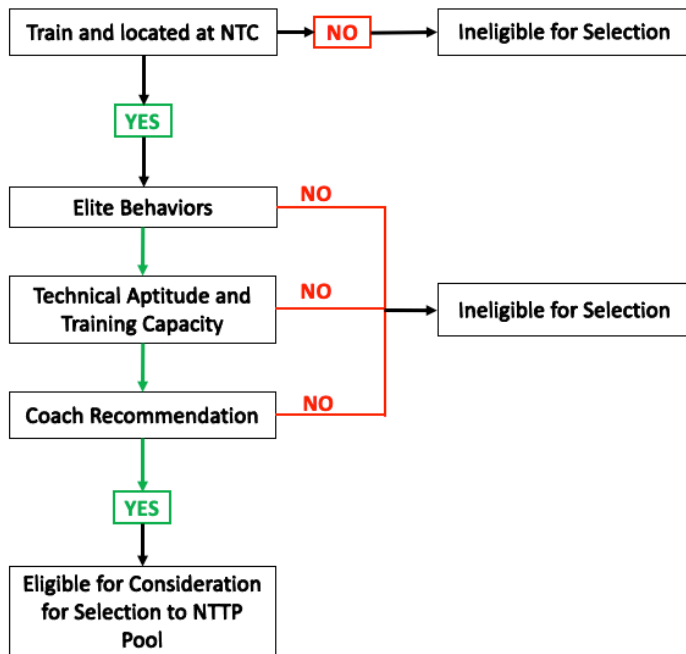 Train and located at NTC
NO
Ineligible for Selection
YES
Elite Behaviors
NO
Technical Aptitude and
Training Capacity
NO
Ineligible for Selection
Coach Recommendation
NO
YES
Eligible for Consideration
for Selection to NTTP
Pool